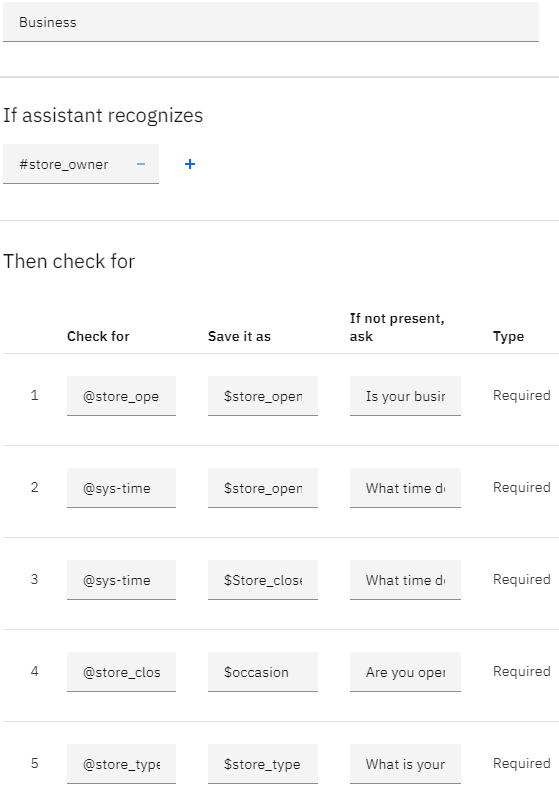 Business
If assistant recognizes
#store_owner
Then check for
If not present,
Check for Save it as ask Type
1 @store_ope $store_open Is your Required
2 @sys-time $store_open What time Required
3 @sys-time $Store_close What time Required
4 @store_clos $occasion Are you Required
5 @store_type $store_type What is your Required